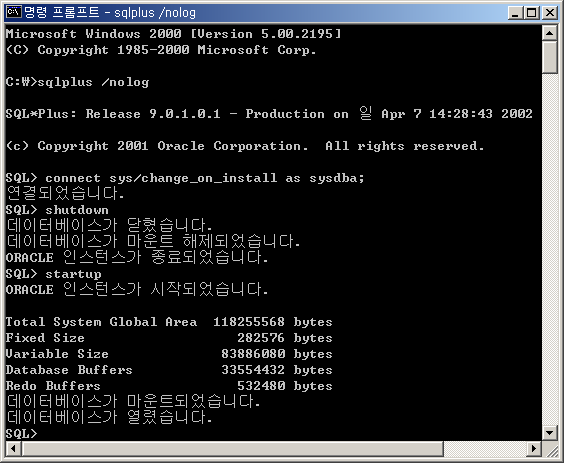 명령 프롬프트 - sqlplus /nolog
Microsoft Windows 2000 [Version 5.00.2195]
(C) Copyright 1985-2000 Microsoft Corp.
C:₩>sqlplus /nolog
SQL*Plus: Release 9.0.1.0.1 - Production on 일 Apr 7 14:28:43 2002
(c) Copyright 2001 Oracle Corporation.  All rights reserved.
SQL> connect sys/change_on_install as sysdba;
연결되었습니다.
SQL> shutdown
데이터베이스가 닫혔습니다.
데이터베이스가 마운트 해제되었습니다.
ORACLE 인스턴스가 종료되었습니다.
SQL> startup
ORACLE 인스턴스가 시작되었습니다.
Total System Global Area  118255568 bytes
Fixed Size                   282576 bytes
Variable Size              83886080 bytes
Database Buffers           33554432 bytes
Redo Buffers                 532480 bytes
데이터베이스가 마운트되었습니다.
데이터베이스가 열렸습니다.
SQL>